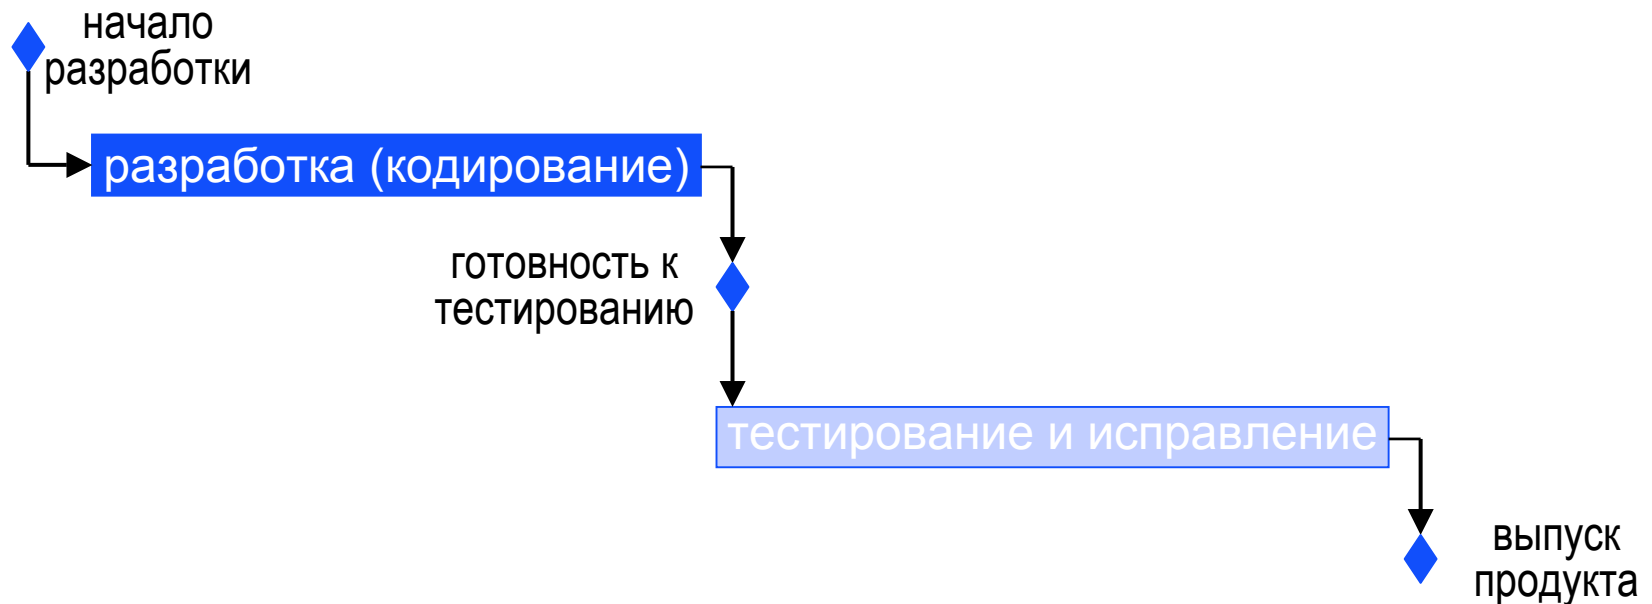 начало
разработки
разработка (кодирование)
готовность к
тестированию
тестирование и исправление
выпуск
продукта